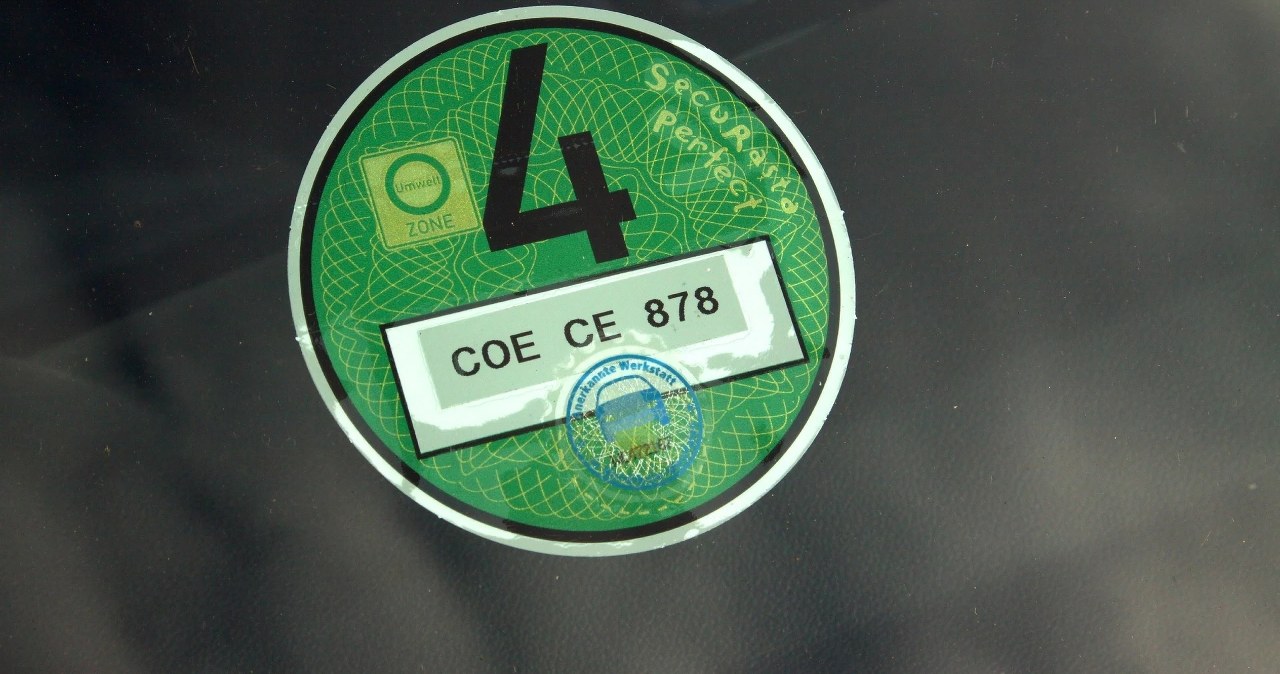 4
SecuRasta
Perfect
Umwelt
ZONE
COE CE 878
Anerkannte Werkstatt